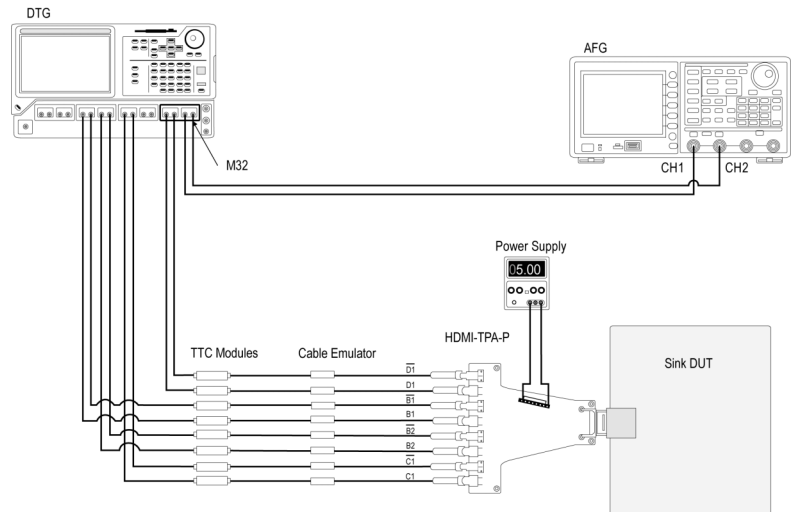 DTG
AFG
M32
CH1
CH2
Power Supply
05.00
HDMI-TPA-P
TTC Modules
Cable Emulator
Sink DUT
D1
D1
B1
B1
B2
B2
C1
C1